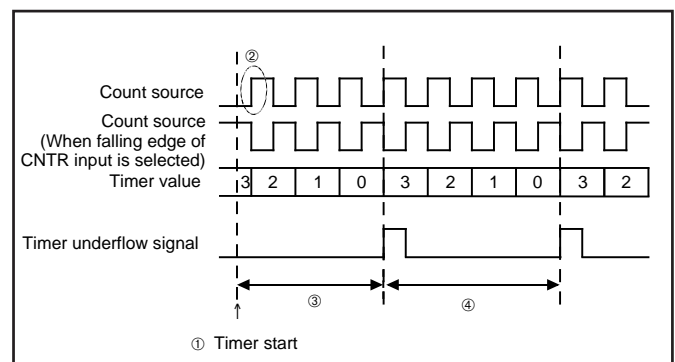 ②
Count source
Count source
(When falling edge of
CNTR input is selected)
Timer value 3 2 1 0 3 2 1 0 3 2
Timer underflow signal
③ ④
① Timer start